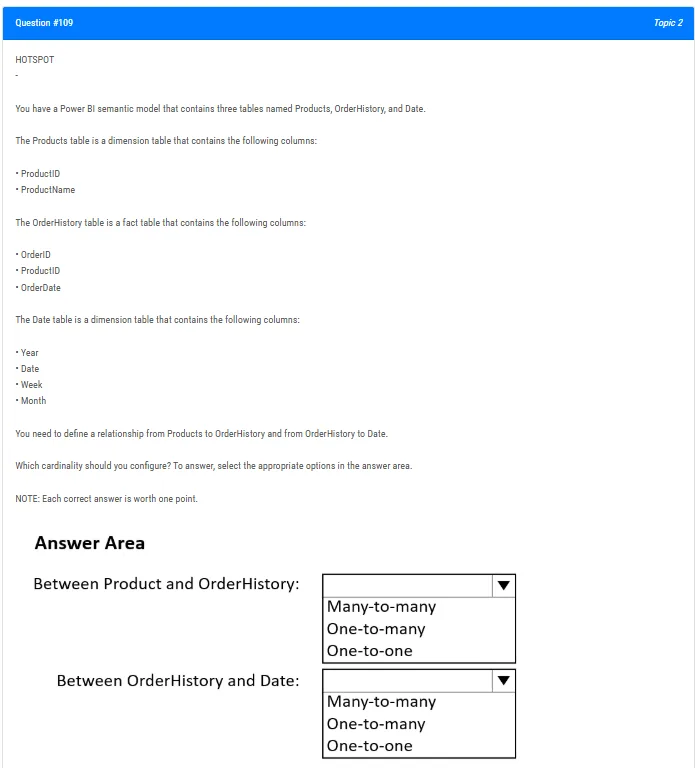 Question #109 Topic 2
HOTSPOT
-
You have a Power BI semantic model that contains three tables named Products, OrderHistory, and Date.
The Products table is a dimension table that contains the following columns:
• ProductID
• ProductName
The OrderHistory table is a fact table that contains the following columns:
• OrderID
• ProductID
• OrderDate
The Date table is a dimension table that contains the following columns:
• Year
• Date
• Week
• Month
You need to define a relationship from Products to OrderHistory and from OrderHistory to Date.
Which cardinality should you configure? To answer, select the appropriate options in the answer area.
NOTE: Each correct answer is worth one point.
Answer Area
Between Product and OrderHistory:
Many-to-many
One-to-many
One-to-one
Between OrderHistory and Date:
Many-to-many
One-to-many
One-to-one